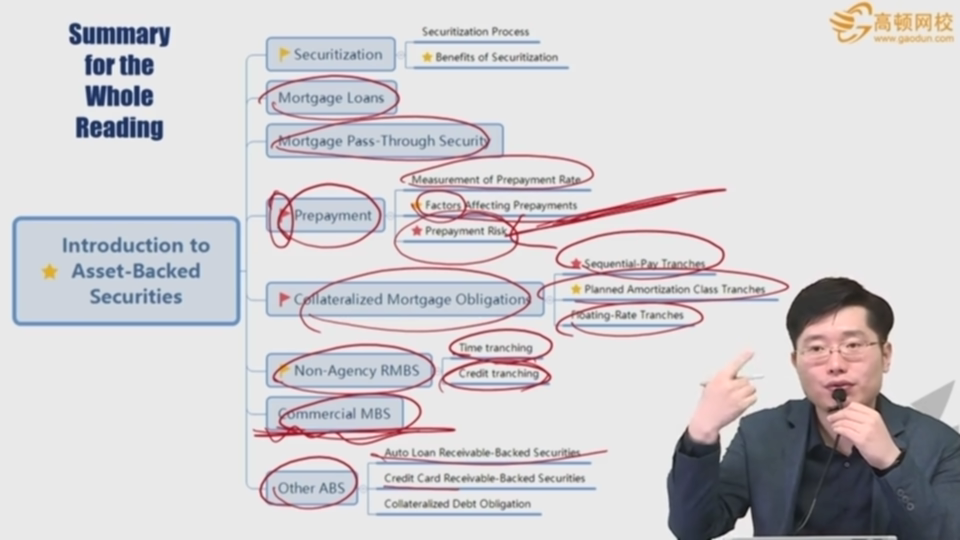 Summary
for the
Whole
Reading
高顿网校
www.gaodun.com
Introduction to
Asset-Backed
Securities
Securitization
Securitization Process
Benefits of Securitization
Mortgage Loans
Mortgage Pass-Through Security
Prepayment
Measurement of Prepayment Rate
Factors Affecting Prepayments
Prepayment Risk
Collateralized Mortgage Obligations
Sequential-Pay Tranches
Planned Amortization Class Tranches
Floating-Rate Tranches
Non-Agency RMBS
Time tranching
Credit tranching
Commercial MBS
Other ABS
Auto Loan Receivable-Backed Securities
Credit Card Receivable-Backed Securities
Collateralized Debt Obligation